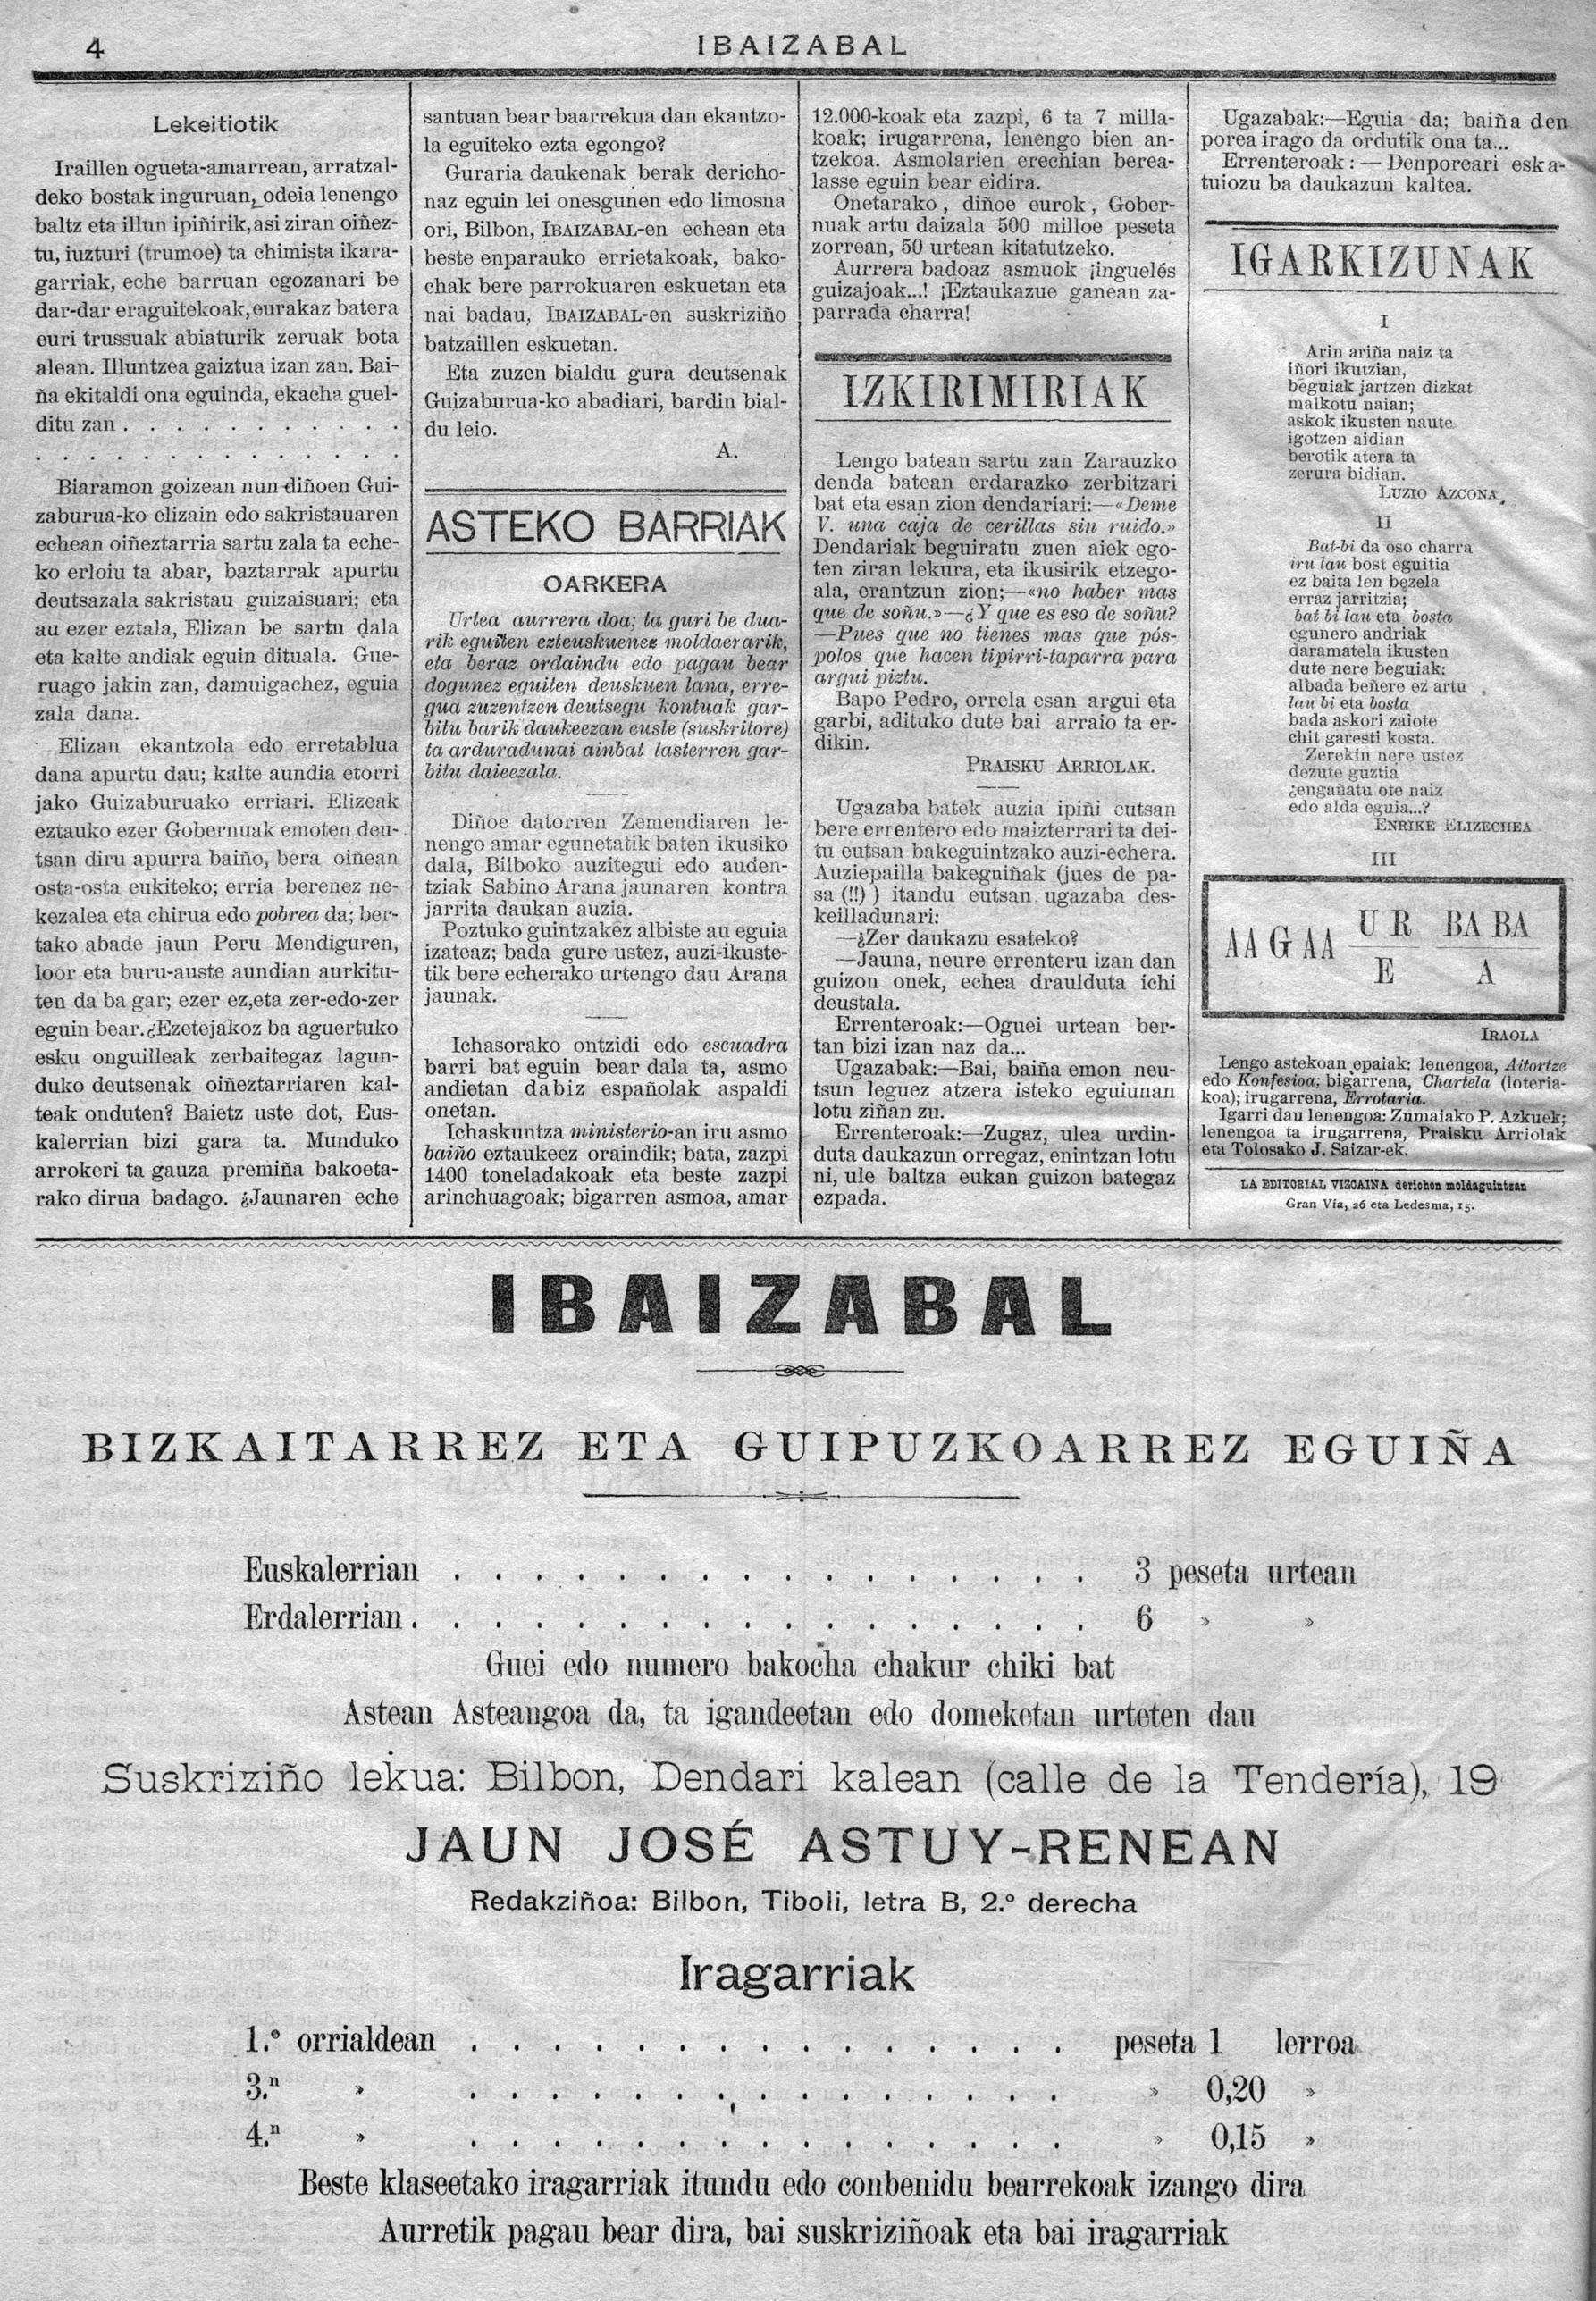 4
IBAIZABAL
Lekeitiotik
Iraillen ogueta-amarrean, arratzal-
deko bostak inguruan, odeia lenengo
baltz eta illun ipiñirik, asi ziran oiñez-
tu, iuzturi (trumoe) ta chimista ikara-
garriak, eche barruan egozanari be
dar-dar eraguitekoak, eurakaz batera
euri trussuak abiaturik zeruak bota
alean. Illuntzea gaiztua izan zan. Bai-
ña ekitaldi ona eguinda, ekacha guel-
ditu zan . . . . . . . . . . .
. . . . . . . . . . . . . .
Biaramon goizean nun diñoen Gui-
zaburua-ko elizain edo sakristauaren
echean oiñeztarria sartu zala ta eche-
ko erloiu ta abar, baztarrak apurtu
deutsazala sakristau guizaisuari; eta
au ezer eztala, Elizan be sartu dala
eta kalte andiak eguin dituala. Gue-
ruago jakin zan, damuigachez, eguia
zala dana.
Elizan ekantzola edo erretablua
dana apurtu dau; kalte aundia etorri
jako Guizaburuako erriari. Elizeak
eztauko ezer Gobernuak emoten deu-
tsan diru apurra baiño, bera oiñean
osta-osta eukiteko; erria berenez ne-
kezalea eta chirua edo pobrea da; ber-
tako abade jaun Peru Mendiguren,
loor eta buru-auste aundian aurkitu-
ten da ba gar; ezer ez, eta zer-edo-zer
eguin bear. ¿Ezetejakoz ba aguertuko
esku onguilleak zerbaitegaz lagun-
duko deutsenak oiñeztarriaren kal-
teak onduten? Baietz uste dot, Eus-
kalerrian bizi gara ta. Munduko
arrokeri ta gauza premiña bakoeta-
rako dirua badago. ¿Jaunaren eche
santuan bear baarrekua dan ekantzo-
la eguiteko ezta egongo?
Guraria daukenak berak dericho-
naz eguin lei onesgunen edo limosna
ori, Bilbon, IBAIZABAL-en echean eta
beste enparauko errietakoak, bako-
chak bere parrokuaren eskuetan eta
nai badau, IBAIZABAL-en suskriziño
batzaillen eskuetan.
Eta zuzen bialdu gura deutsenak
Guizaburua-ko abadiari, bardin bial-
du leio.
A.
ASTEKO BARRIAK
OARKERA
Urtea aurrera doa; ta guri be dua-
rik eguiten ezteuskuenez moldaerarik,
eta beraz ordaindu edo pagau bear
dogunez eguiten deuskuen lana, erre-
gua zuzentzen deutsegu kontuak gar-
bitu barik daukeezan eusle (suskritore)
ta arduradunai ainbat lasterren gar-
bitu daieezala.
Diñoe datorren Zemendiaren le-
nengo amar egunetatik baten ikusiko
dala, Bilboko auzitegui edo auden-
tziak Sabino Arana jaunaren kontra
jarrita daukan auzia.
Poztuko guintzakez albiste au eguia
izateaz; bada gure ustez, auzi-ikuste-
tik bere echerako urtengo dau Arana
jaunak.
Ichasorako ontzidi edo escuadra
barri bat eguin bear dala ta, asmo
andietan dabiz español­ak aspaldi
onetan.
Ichaskuntza ministerio-an iru asmo
baiño eztaukeez oraindik; bata, zazpi
1400 toneladakoak eta beste zazpi
arinchuagoak; bigarren asmoa, amar
12.000-koak eta zazpi, 6 ta 7 milla-
koak; irugarrena, lenengo bien an-
tzekoa. Asmolarien erechian berea-
lasse eguin bear eidira.
Onetarako, diñoe eurok, Gober-
nuak artu daizala 500 milloe peseta
zorrean, 50 urtean kitatutzeko.
Aurrera badoaz asmuok ¡inguelés
guizajoak...! ¡Eztaukazue ganean za-
parrada charra!
IZKIRIMIRIAK
Lengo batean sartu zan Zarauzko
denda batean erdarazko zerbitzari
bat eta esan zion dendariari:—«Deme
V. una caja de cerillas sin ruido.»
Dendariak beguiratu zuen aiek ego-
ten ziran lekura, eta ikusirik etzego-
ala, erantzun zion;—«no haber mas
que de soñu.»—¿Y que es eso de soñu?
—Pues que no tienes mas que pós-
polos que hacen tipirri-taparra para
argui piztu.
Bapo Pedro, orrela esan argui eta
garbi, adituko dute bai arraio ta er-
dikin.
PRAISKU ARRIOLAK.
Ugazaba batek auzia ipiñi eutsan
bere errentero edo maizterrari ta dei-
tu eutsan bakeguintzako auzi-echera.
Auziepailla bakeguiñak (jues de pa-
sa (!!) ) itandu eutsan ugazaba des-
keilladunari:
—¿Zer daukazu esateko?
—Jauna, neure errenteru izan dan
guizon onek, echea draulduta ichi
deustala.
Errenteroak:—Oguei urtean ber-
tan bizi izan naz da...
Ugazabak:—Bai, baiña emon neu-
tsun leguez atzera isteko eguiunan
lotu ziñan zu.
Errenteroak:—Zugaz, ulea urdin-
duta daukazun orregaz, enintzan lotu
ni, ule baltza eukan guizon bategaz
ezpada.
Ugazabak:—Eguia da; baiña den
porea irago da ordutik ona ta...
Errenteroak: — Denporeari eska-
tuiozu ba daukazun kaltea.
IGARKIZUNAK
I
Arin ariña naiz ta
iñori ikutzian,
beguiak jartzen dizkat
malkotu naian;
askok ikusten naute
igotzen aidian
berotik atera ta
zerura bidian.
LUZIO AZCONA.
II
Bat-bi da oso charra
iru lau bost eguitia
ez baita len bezela
erraz jarritzia;
bat bi lau eta bosta
egunero andriak
daramatela ikusten
dute nere beguiak:
albada beñere ez artu
lau bi eta bosta
bada askori zaiote
chit garesti kosta.
Zerekin nere ustez
dezute guztia
¿engañatu ote naiz
edo alda eguia...?
ENRIKE ELIZECHEA
III
AA G AA U R BA BA
E A
IRAOLA
Lengo astekoan epaiak: lenengoa, Aitortze
edo Konfesioa; bigarrena, Chartela (loteria-
koa); irugarrena, Errotaria.
Igarri dau lenengoa: Zumaiako P. Azkuek;
lenengoa ta irugarrena, Praisku Arriolak
eta Tolosako J. Saizar-ek.
LA EDITORIAL VIZCAINA derichon moldaguintzan
Gran Vía, 26 eta Ledesma, 15.
IBAIZABAL
BIZKAITARREZ ETA GUIPUZKOARREZ EGUIÑA
Euskalerrian . . . . . . . . . . . . . . . . 3 peseta urtean
Erdalerrian . . . . . . . . . . . . . . . . . 6 » »
Guei edo numero bakocha chakur chiki bat
Astean Asteangoa da, ta igandeetan edo domeketan urteten dau
Suskriziño lekua: Bilbon, Dendari kalean (calle de la Tendería), 19
JAUN JOSÉ ASTUY-RENEAN
Redakziñoa: Bilbon, Tiboli, letra B, 2.º derecha
Iragarriak
1.º orrialdean . . . . . . . . . . . . . . . peseta 1 lerroa
3.n » . . . . . . . . . . . . . . . » 0,20 »
4.n » . . . . . . . . . . . . . . . » 0,15 »
Beste klaseetako iragarriak itundu edo conbenidu bearrekoak izango dira
Aurretik pagau bear dira, bai suskriziñoak eta bai iragarriak